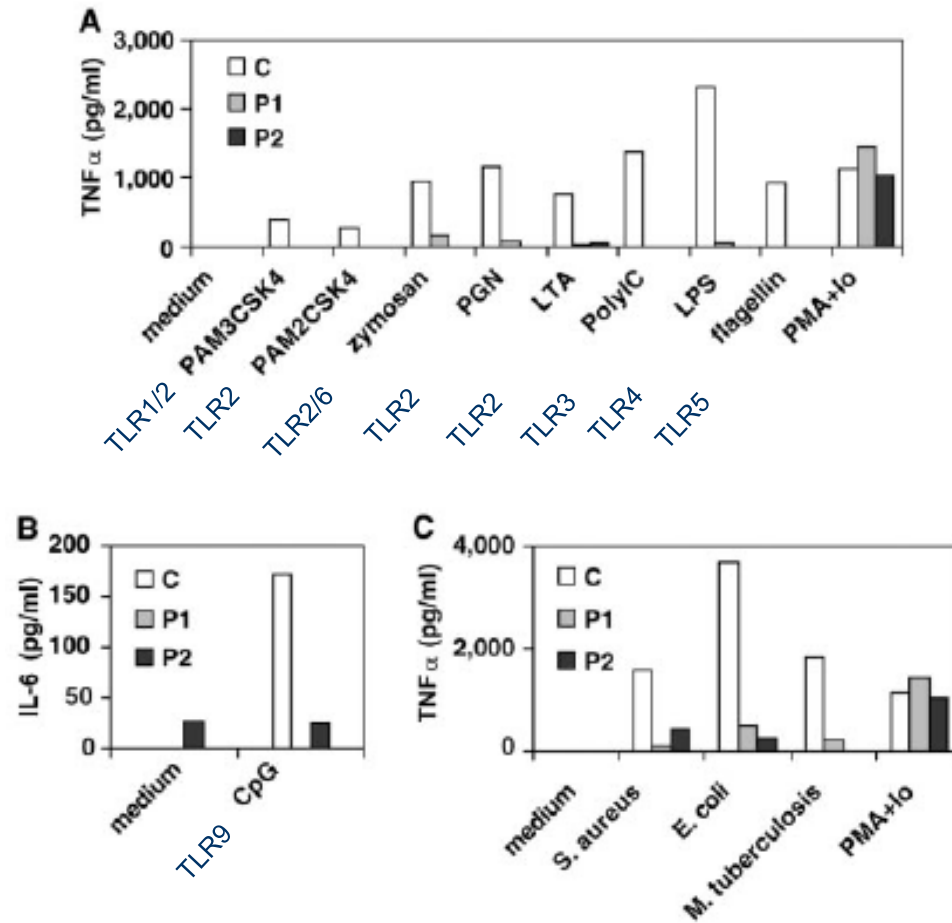 A
TNFα (pg/ml)
3,000
2,000
1,000
0
C
P1
P2
medium
PAM3CSK4
PAM2CSK4
zymosan
PGN
LTA
PolyIC
LPS
flagellin
PMA+Io
TLR1/2
TLR2
TLR2/6
TLR2
TLR2
TLR3
TLR4
TLR5
B
IL-6 (pg/ml)
200
150
100
50
0
C
P1
P2
medium
CpG
TLR9
C
TNFα (pg/ml)
4,000
2,000
0
C
P1
P2
medium
S. aureus
E. coli
M. tuberculosis
PMA+Io